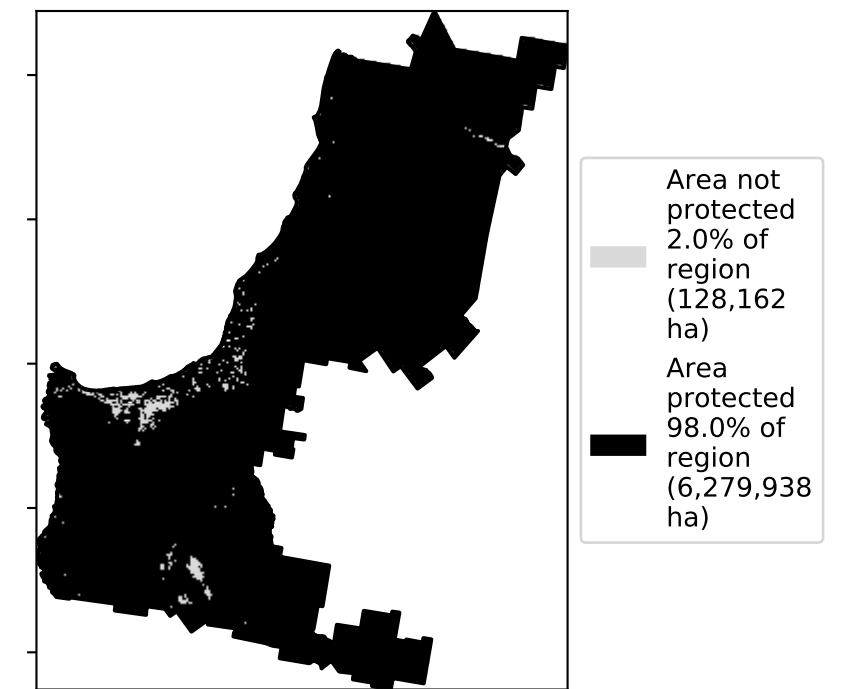 Area not
protected
2.0% of
region
(128,162
ha)
Area
protected
98.0% of
region
(6,279,938
ha)